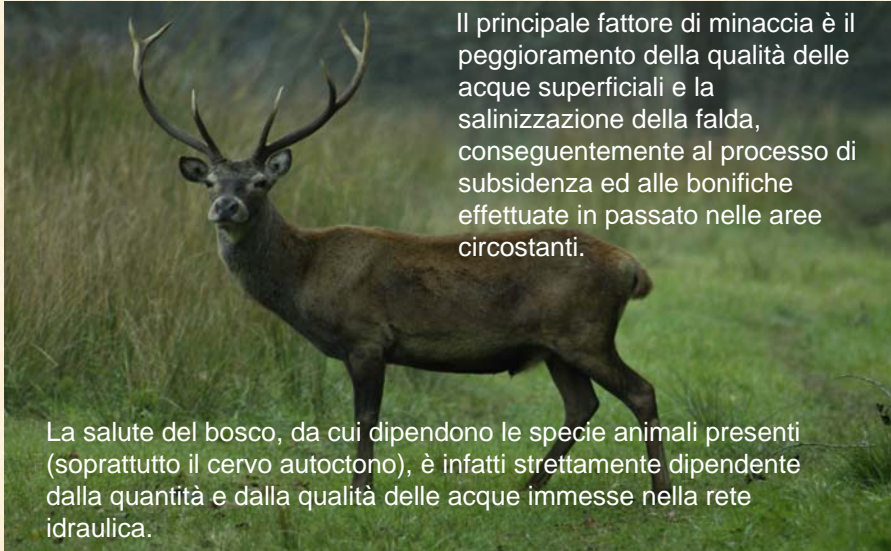 Il principale fattore di minaccia è il
peggioramento della qualità delle
acque superficiali e la
salinizzazione della falda,
conseguentemente al processo di
subsidenza ed alle bonifiche
effettuate in passato nelle aree
circostanti.
La salute del bosco, da cui dipendono le specie animali presenti
(soprattutto il cervo autoctono), è infatti strettamente dipendente
dalla quantità e dalla qualità delle acque immesse nella rete
idraulica.